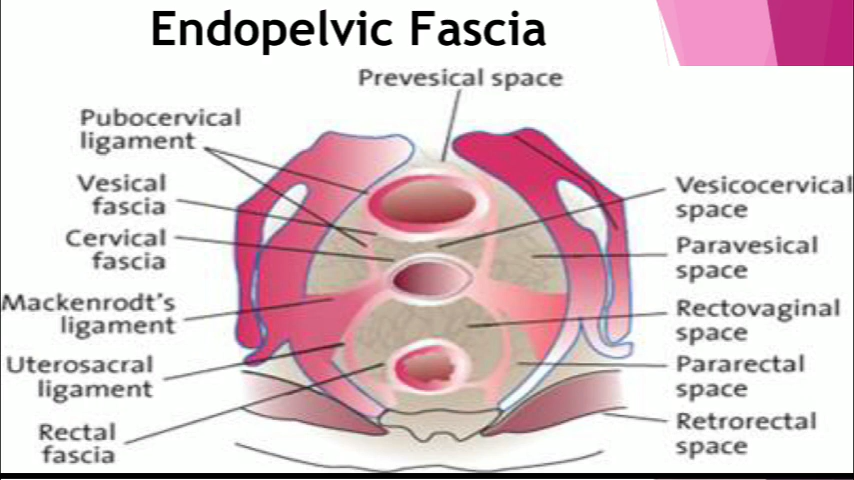 Endopelvic Fascia
Prevesical space
Pubocervical
ligament
Vesical
fascia
Cervical
fascia
Mackenrodt's
ligament
Uterosacral
ligament
Rectal
fascia
Vesicocervical
space
Paravesical
space
Rectovaginal
space
Pararectal
space
Retrorectal
space